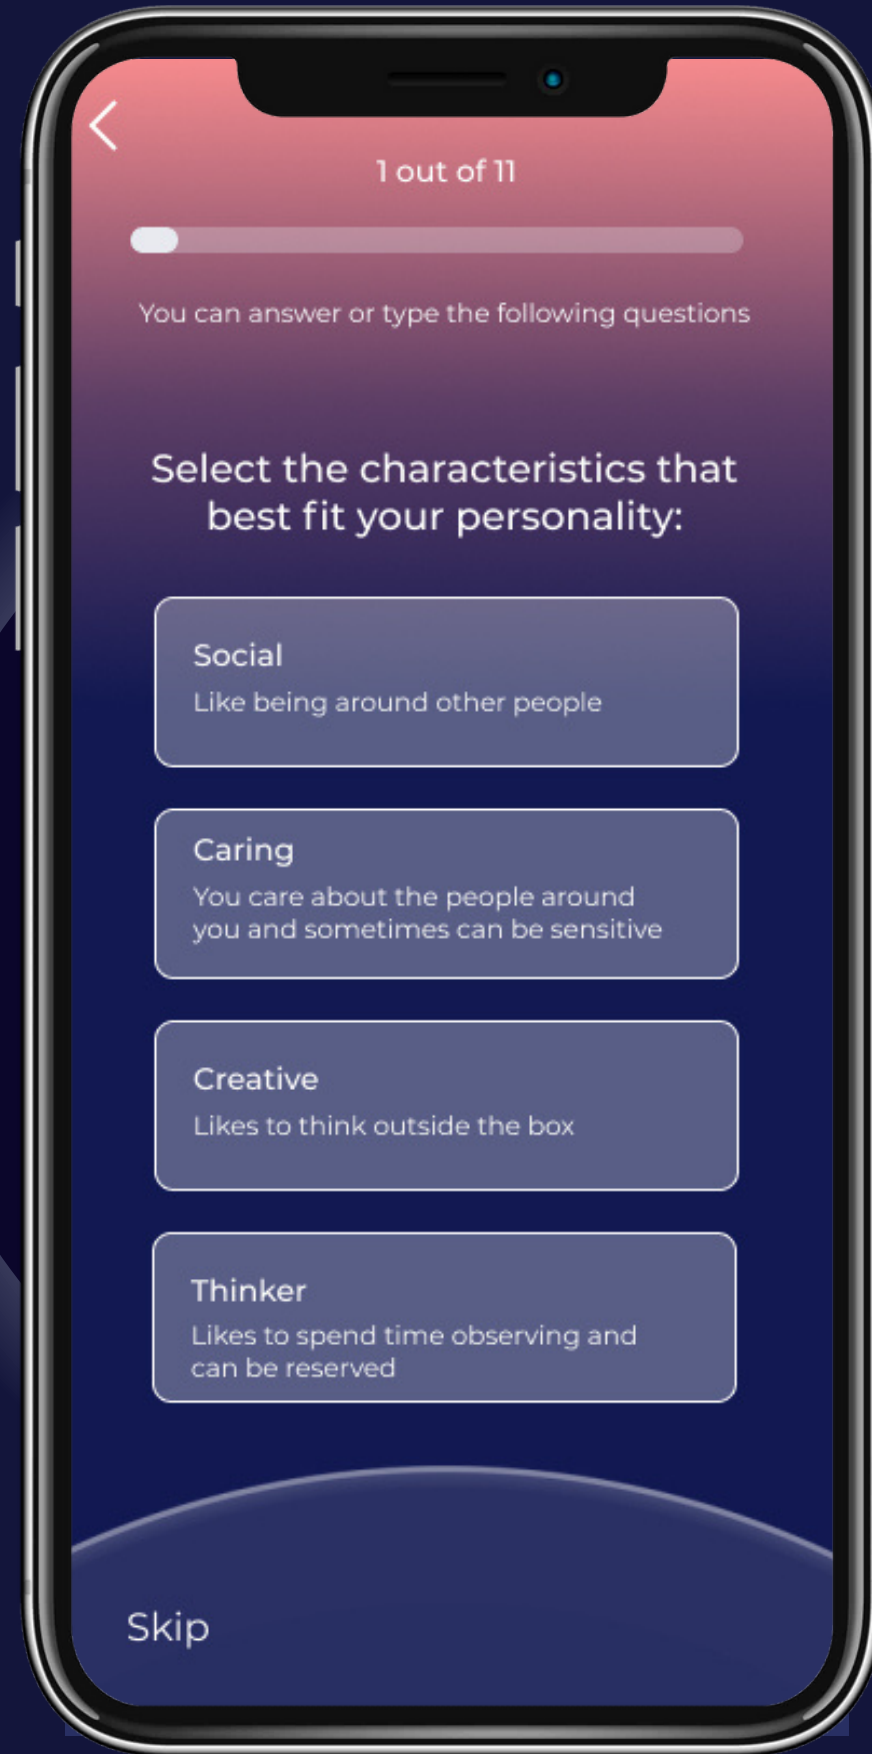 1 out of 11
You can answer or type the following questions
Select the characteristics that
best fit your personality:
Social
Like being around other people
Caring
You care about the people around
you and sometimes can be sensitive
Creative
Likes to think outside the box
Thinker
Likes to spend time observing and
can be reserved
Skip